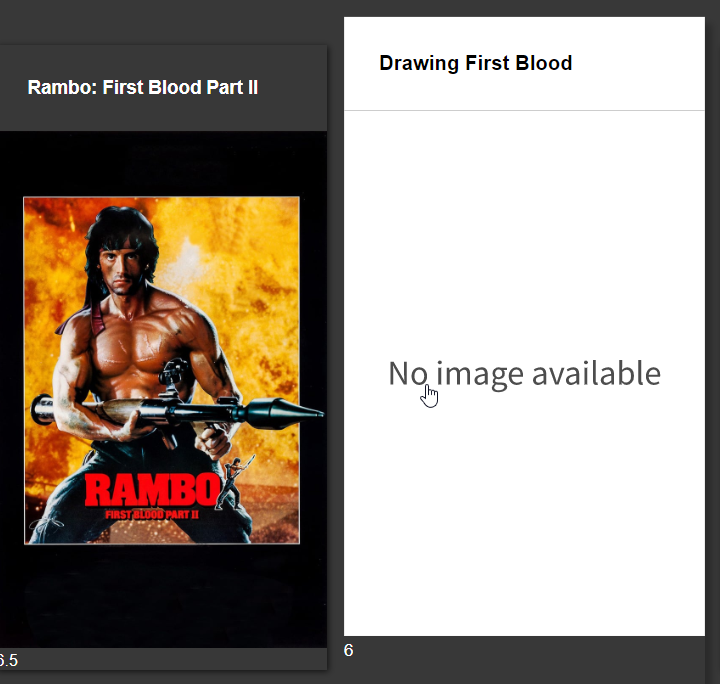 Rambo: First Blood Part II
RAMBO
FIRST BLOOD PART II
6.5
Drawing First Blood
No image available
6